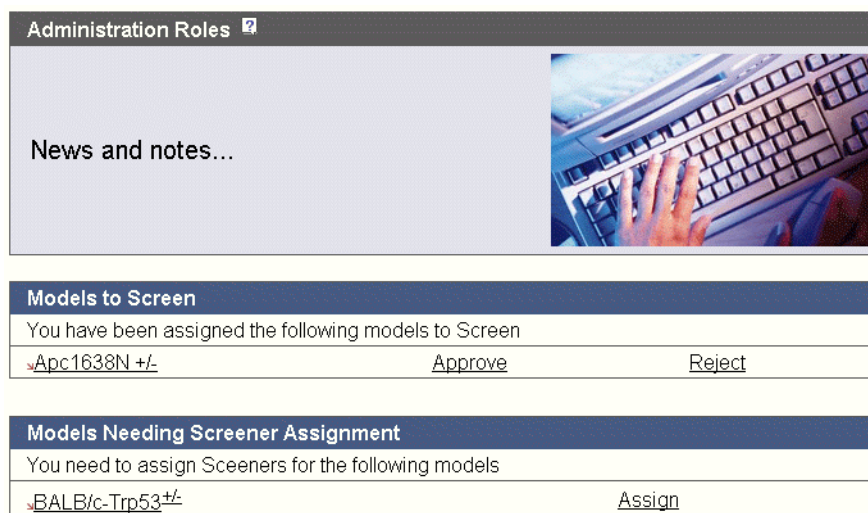 Administration Roles ?
News and notes...
Models to Screen
You have been assigned the following models to Screen
Apc1638N +/- Approve Reject
Models Needing Screener Assignment
You need to assign Sceeners for the following models
BALB/c-Trp53+/- Assign